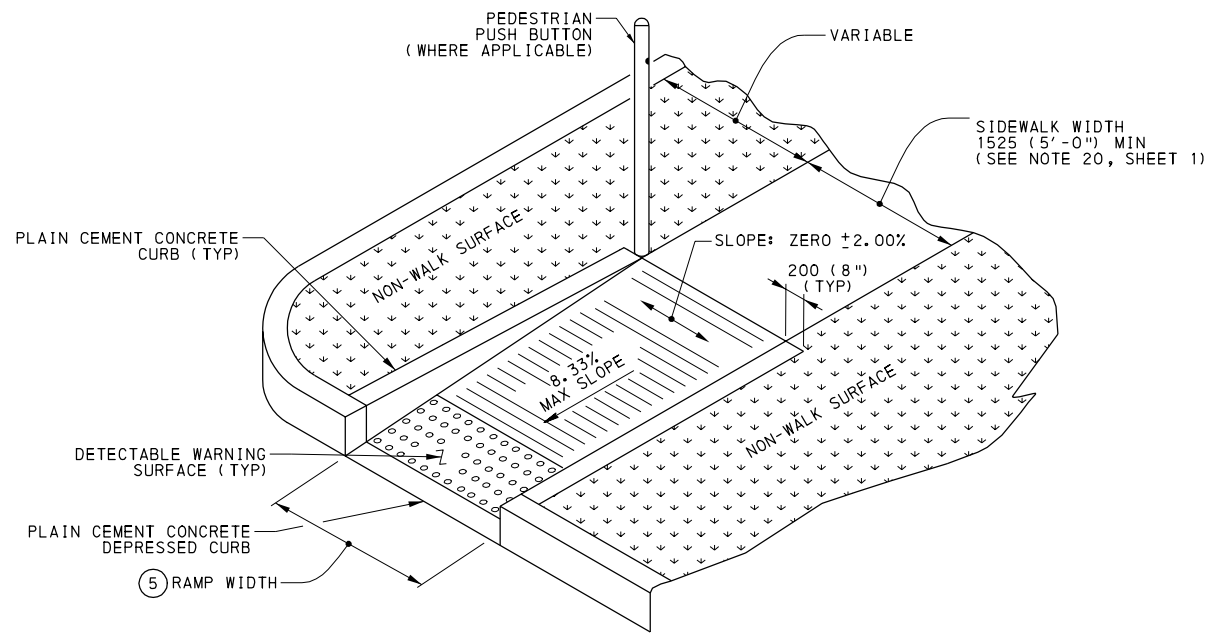 PEDESTRIAN
PUSH BUTTON
(WHERE APPLICABLE)
VARIABLE
SIDEWALK WIDTH
1525 (5'-0") MIN
(SEE NOTE 20, SHEET 1)
PLAIN CEMENT CONCRETE
CURB (TYP)
NON-WALK SURFACE
SLOPE: ZERO ±2.00%
200 (8")
(TYP)
8.33%
MAX SLOPE
NON-WALK SURFACE
DETECTABLE WARNING
SURFACE (TYP)
PLAIN CEMENT CONCRETE
DEPRESSED CURB
5 RAMP WIDTH